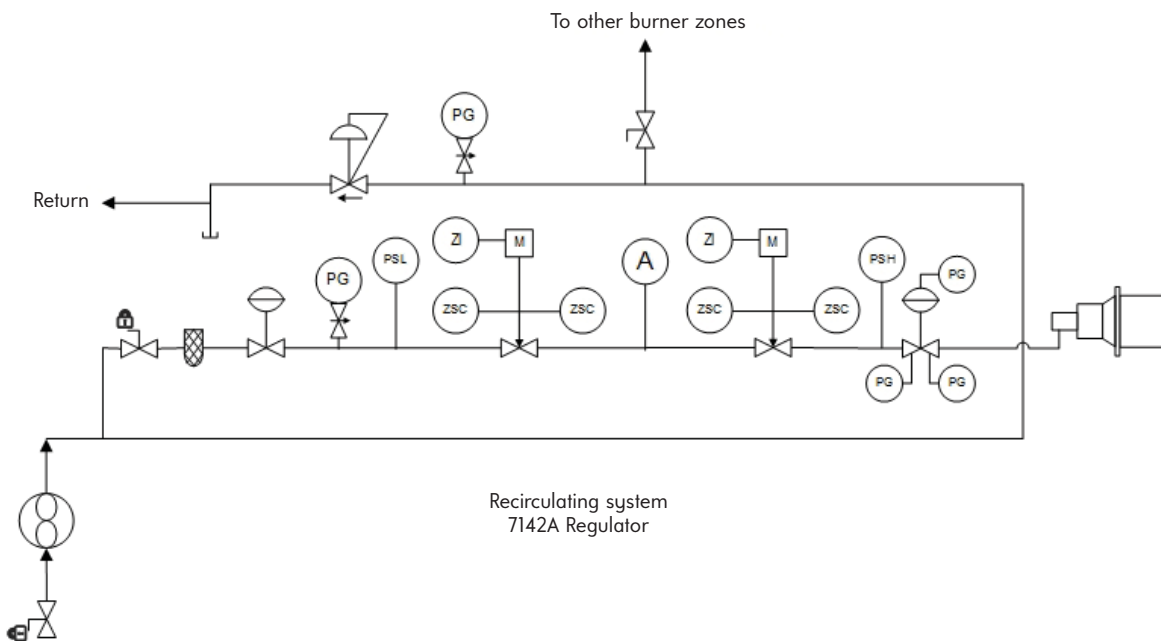 To other burner zones
PG
Return
ZI
M
ZI
M
PSL
A
PSH
PG
PG
ZSC
ZSC
ZSC
ZSC
PG
PG
Recirculating system
7142A Regulator